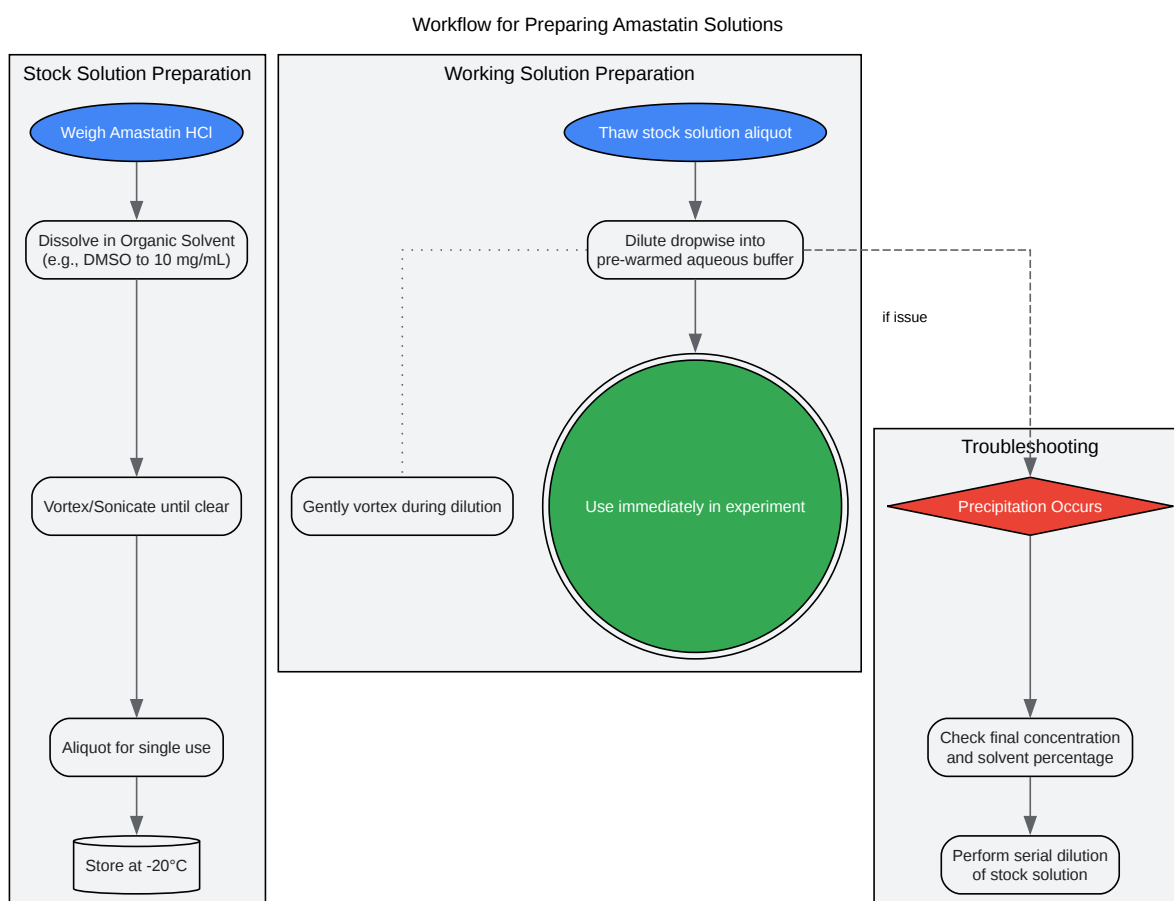 Workflow for Preparing Amastatin Solutions
Stock Solution Preparation
Weigh Amastatin HCl
Dissolve in Organic Solvent
(e.g., DMSO to 10 mg/mL)
Vortex/Sonicate until clear
Aliquot for single use
Store at -20°C
Working Solution Preparation
Thaw stock solution aliquot
Dilute dropwise into
pre-warmed aqueous buffer
Gently vortex during dilution
Use immediately in experiment
if issue
Troubleshooting
Precipitation Occurs
Check final concentration
and solvent percentage
Perform serial dilution
of stock solution